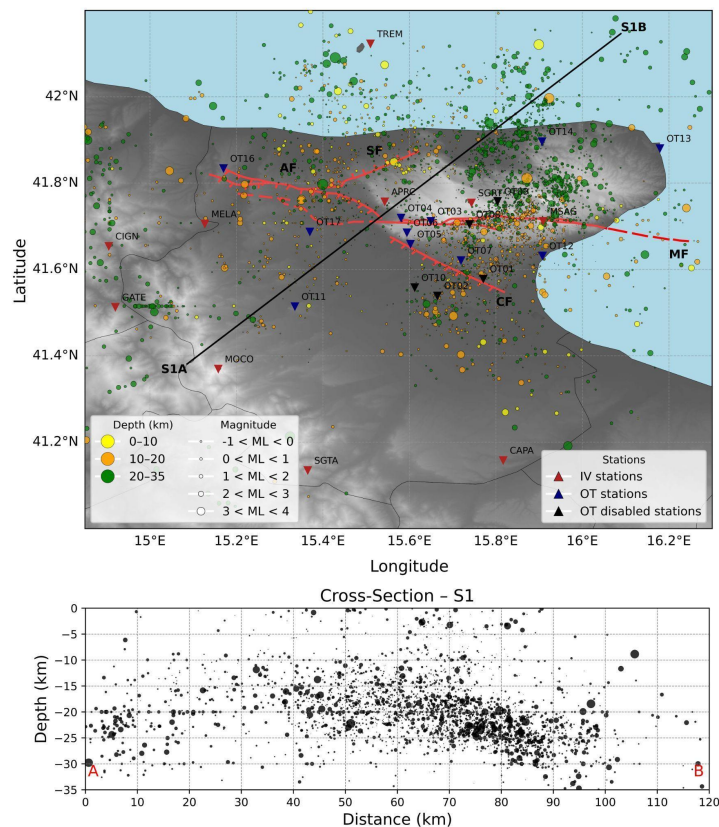 TREM
S1B
42°N
OT14
OT13
OT16
AF
SF
41.8°N
APRC
SGRT
OT09
OT04
OT03
OT08
MSAG
MELA
OT17
OT06
OT05
CIGN
OT07
OT12
MF
41.6°N
OT10
OT01
OT02
CF
GATE
OT11
S1A
MOCO
41.4°N
41.2°N
SGTA
CAPA
Latitude
Depth (km)
0–10
10–20
20–35
Magnitude
-1 < ML < 0
0 < ML < 1
1 < ML < 2
2 < ML < 3
3 < ML < 4
Stations
IV stations
OT stations
OT disabled stations
15°E 15.2°E 15.4°E 15.6°E 15.8°E 16°E 16.2°E
Longitude
Cross-Section – S1
0
−5
−10
−15
−20
−25
−30
−35
Depth (km)
A
B
0 10 20 30 40 50 60 70 80 90 100 110 120
Distance (km)